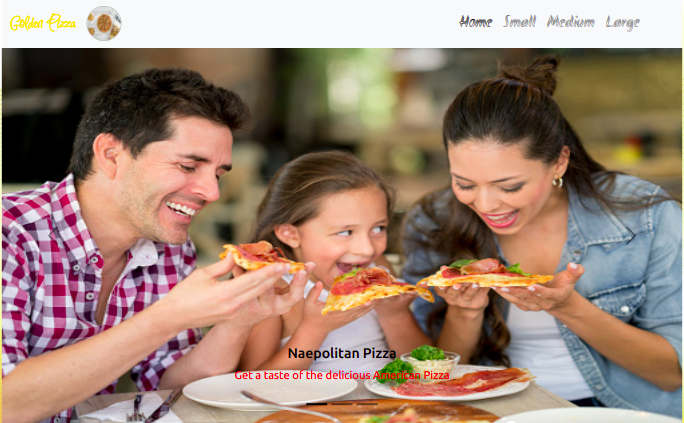 Golden Pizza
Home Small Medium Large
Naepolitan Pizza
Get a taste of the delicious American Pizza